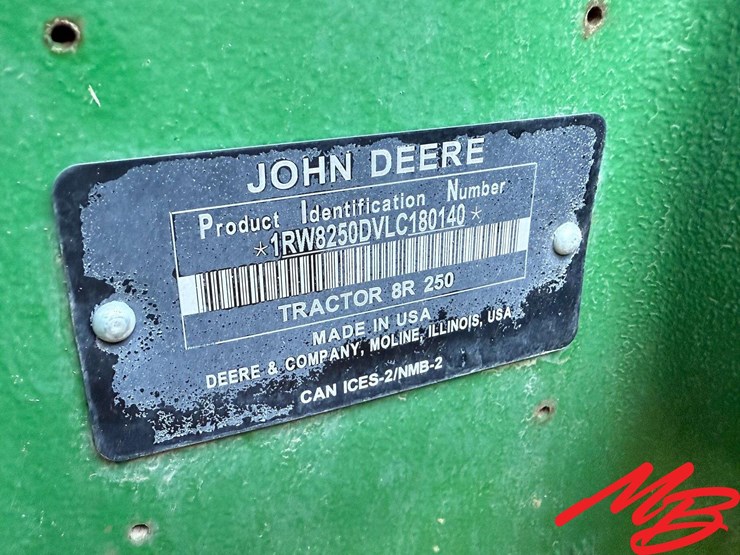 JOHN DEERE
Product Identification Number
*1RW8250DVLC180140*
TRACTOR 8R 250
MADE IN USA
DEERE & COMPANY, MOLINE, ILLINOIS, USA
CAN ICES-2/NMB-2
MB